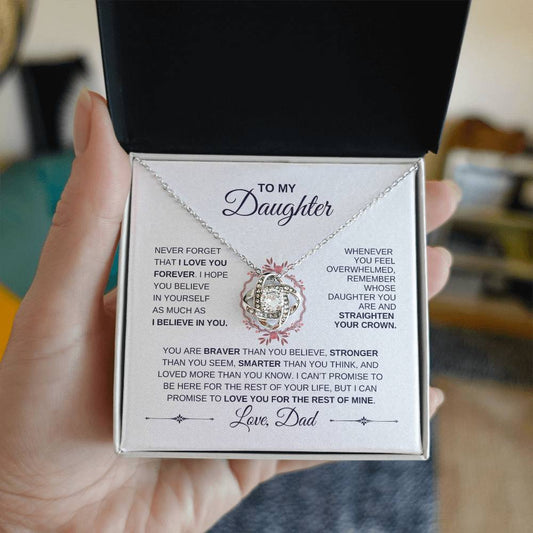 TO MY
Daughter
NEVER FORGET
THAT I LOVE YOU
FOREVER. I HOPE
YOU BELIEVE
IN YOURSELF
AS MUCH AS
I BELIEVE IN YOU.
WHENEVER
YOU FEEL
OVERWHELMED,
REMEMBER
WHOSE
DAUGHTER YOU
ARE AND
STRAIGHTEN
YOUR CROWN.
YOU ARE BRAVER THAN YOU BELIEVE, STRONGER
THAN YOU SEEM, SMARTER THAN YOU THINK, AND
LOVED MORE THAN YOU KNOW. I CAN'T PROMISE TO
BE HERE FOR THE REST OF YOUR LIFE, BUT I CAN
PROMISE TO LOVE YOU FOR THE REST OF MINE.
Love, Dad